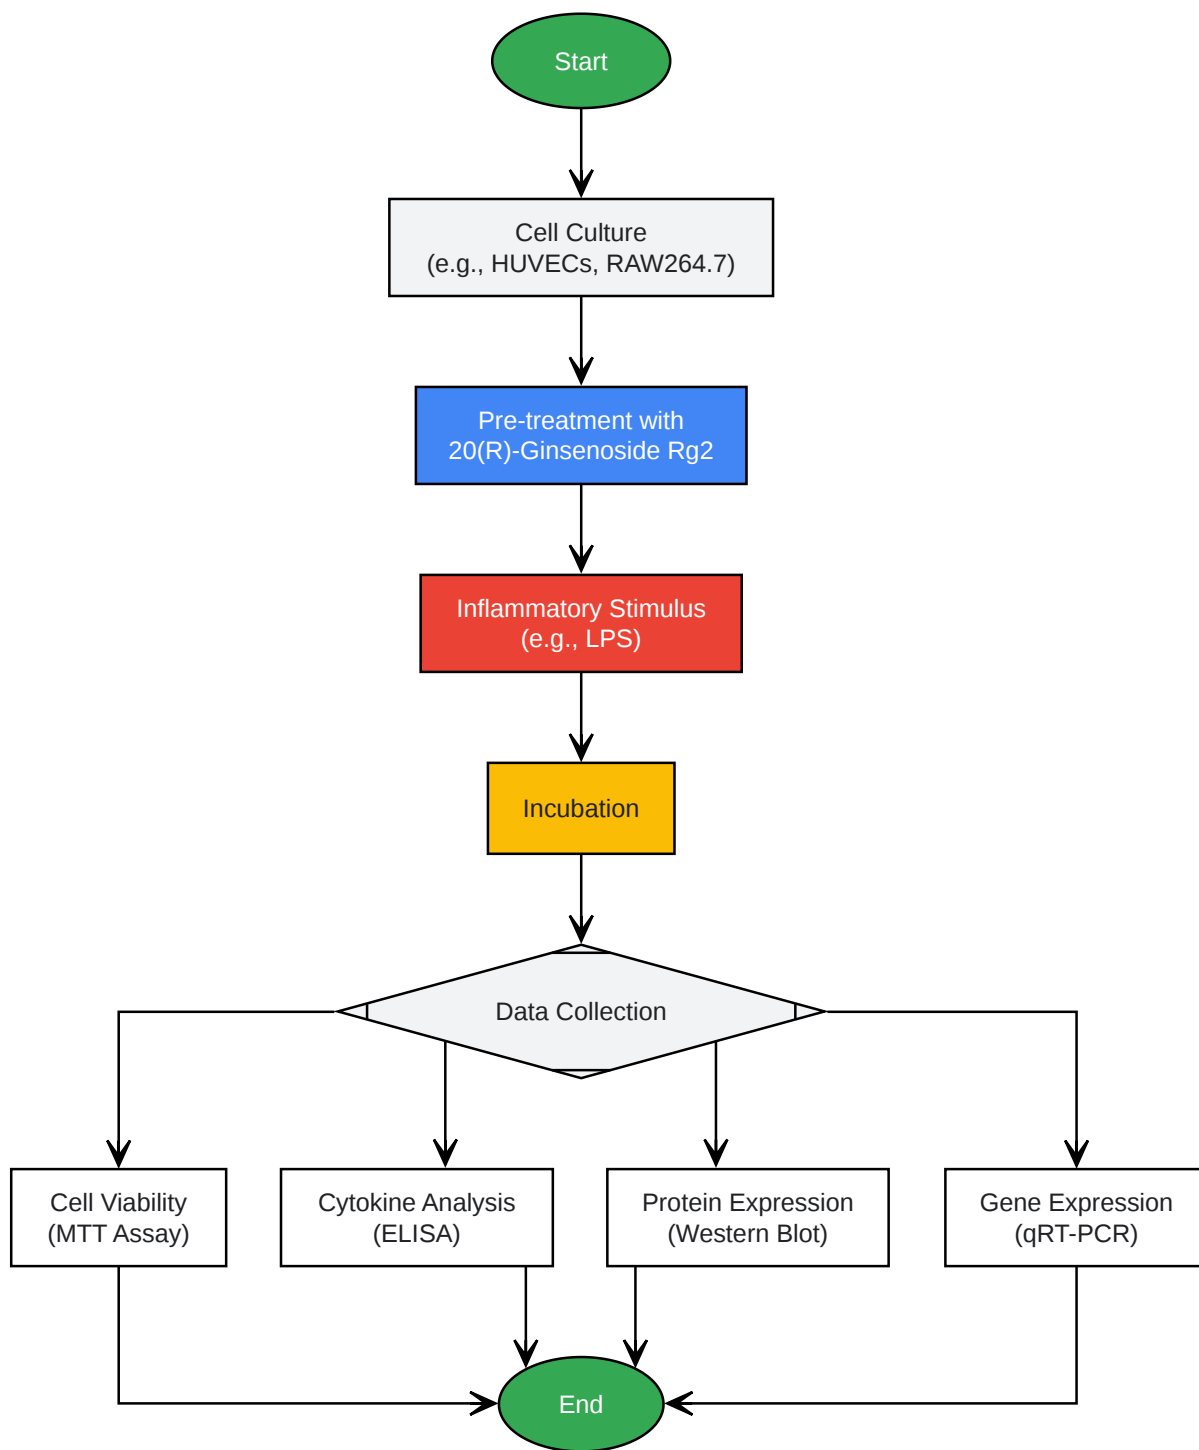 Start
Cell Culture
(e.g., HUVECs, RAW264.7)
Pre-treatment with
20(R)-Ginsenoside Rg2
Inflammatory Stimulus
(e.g., LPS)
Incubation
Data Collection
Cell Viability
(MTT Assay)
Cytokine Analysis
(ELISA)
Protein Expression
(Western Blot)
Gene Expression
(qRT-PCR)
End